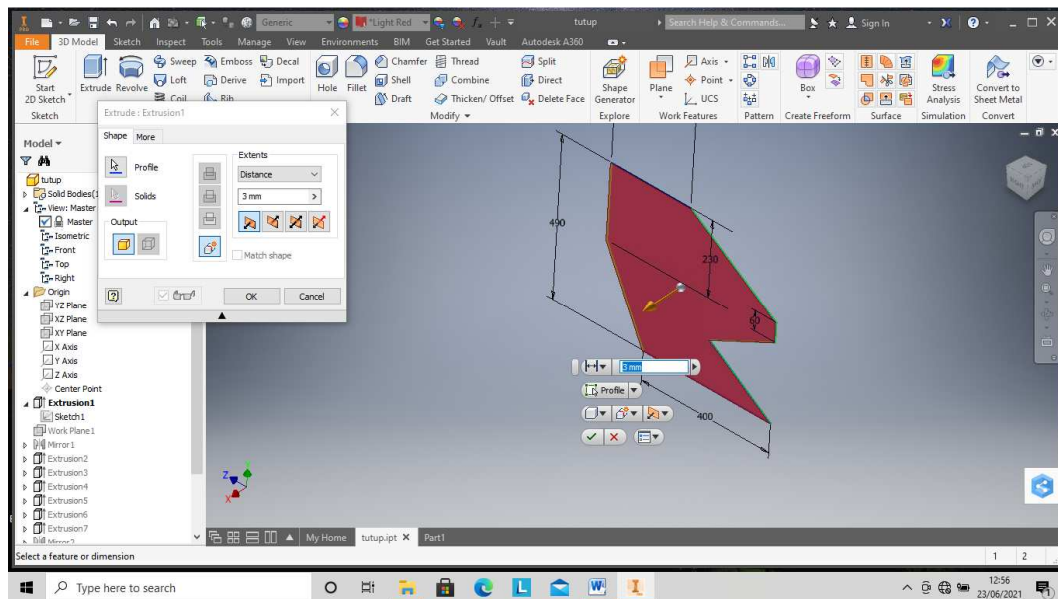 I PRO Generic *Light Red tutup Search Help & Commands... Sign In
File 3D Model Sketch Inspect Tools Manage View Environments BIM Get Started Vault Autodesk A360
Start 2D Sketch Extrude Revolve Sweep Emboss Decal Loft Derive Import Coil Rib Hole Fillet Chamfer Thread Split Shell Combine Direct Draft Thicken/ Offset Delete Face Shape Generator Plane Axis Point UCS Box Stress Analysis Convert to Sheet Metal
Sketch Modify Explore Work Features Pattern Create Freeform Surface Simulation Convert
Extrude : Extrusion1
Shape More
Profile
Solids
Output
Extents
Distance
3 mm
Match shape
OK Cancel
Model
tutup
Solid Bodies(1
View: Master
Master
Isometric
Front
Top
Right
Origin
YZ Plane
XZ Plane
XY Plane
X Axis
Y Axis
Z Axis
Center Point
Extrusion1
Sketch1
Work Plane1
Mirror1
Extrusion2
Extrusion3
Extrusion4
Extrusion5
Extrusion6
Extrusion7
Mirror2
490
230
60
400
3 mm
Profile
Z
X
My Home tutup.ipt Part1
Select a feature or dimension 1 2
Type here to search
12:56
23/06/2021